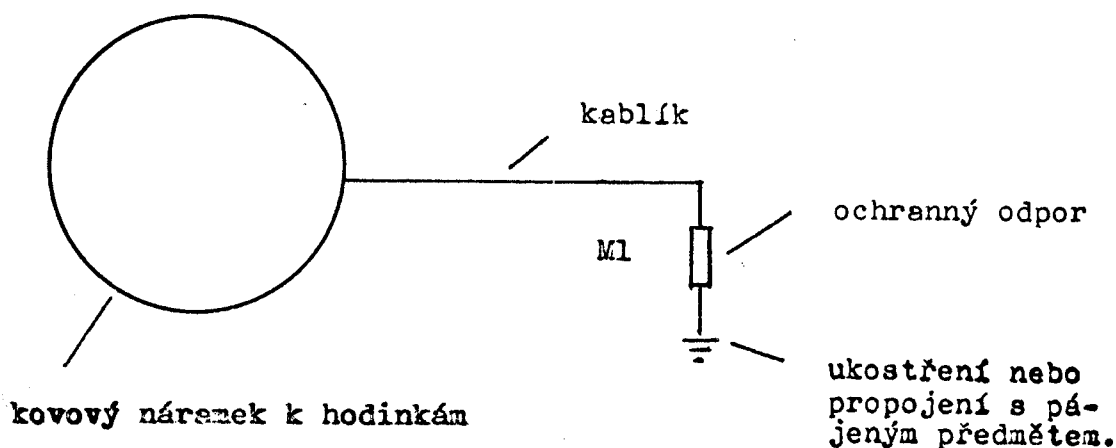 kablík
ochranný odpor
M1
ukostření nebo
propojení s pá-
jeným předmětem.
kovový náramek k hodinkám